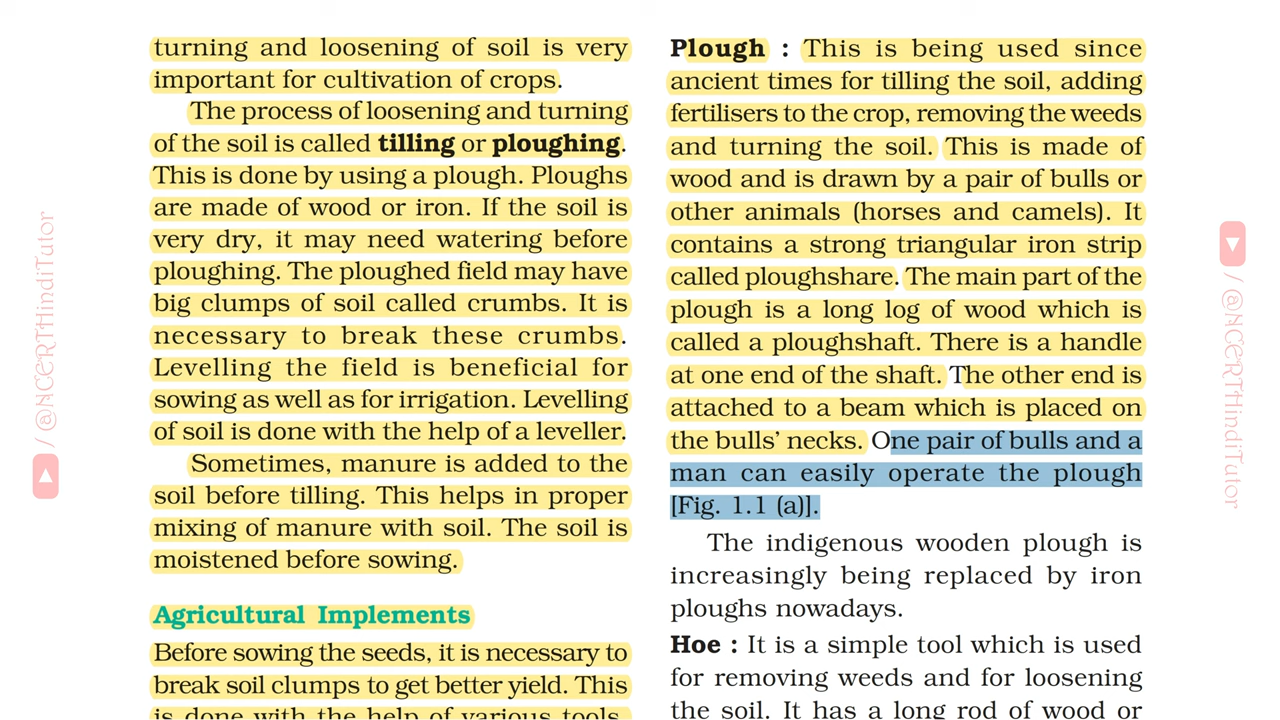 turning and loosening of soil is very
important for cultivation of crops.
The process of loosening and turning
of the soil is called tilling or ploughing.
This is done by using a plough. Ploughs
are made of wood or iron. If the soil is
very dry, it may need watering before
ploughing. The ploughed field may have
big clumps of soil called crumbs. It is
necessary to break these crumbs.
Levelling the field is beneficial for
sowing as well as for irrigation. Levelling
of soil is done with the help of a leveller.
Sometimes, manure is added to the
soil before tilling. This helps in proper
mixing of manure with soil. The soil is
moistened before sowing.
Agricultural Implements
Before sowing the seeds, it is necessary to
break soil clumps to get better yield. This
is done with the help of various tools.
Plough : This is being used since
ancient times for tilling the soil, adding
fertilisers to the crop, removing the weeds
and turning the soil. This is made of
wood and is drawn by a pair of bulls or
other animals (horses and camels). It
contains a strong triangular iron strip
called ploughshare. The main part of the
plough is a long log of wood which is
called a ploughshaft. There is a handle
at one end of the shaft. The other end is
attached to a beam which is placed on
the bulls' necks. One pair of bulls and a
man can easily operate the plough
[Fig. 1.1 (a)].
The indigenous wooden plough is
increasingly being replaced by iron
ploughs nowadays.
Hoe : It is a simple tool which is used
for removing weeds and for loosening
the soil. It has a long rod of wood or
/ @NCERTHindiTutor
/ @NCERTHindiTutor